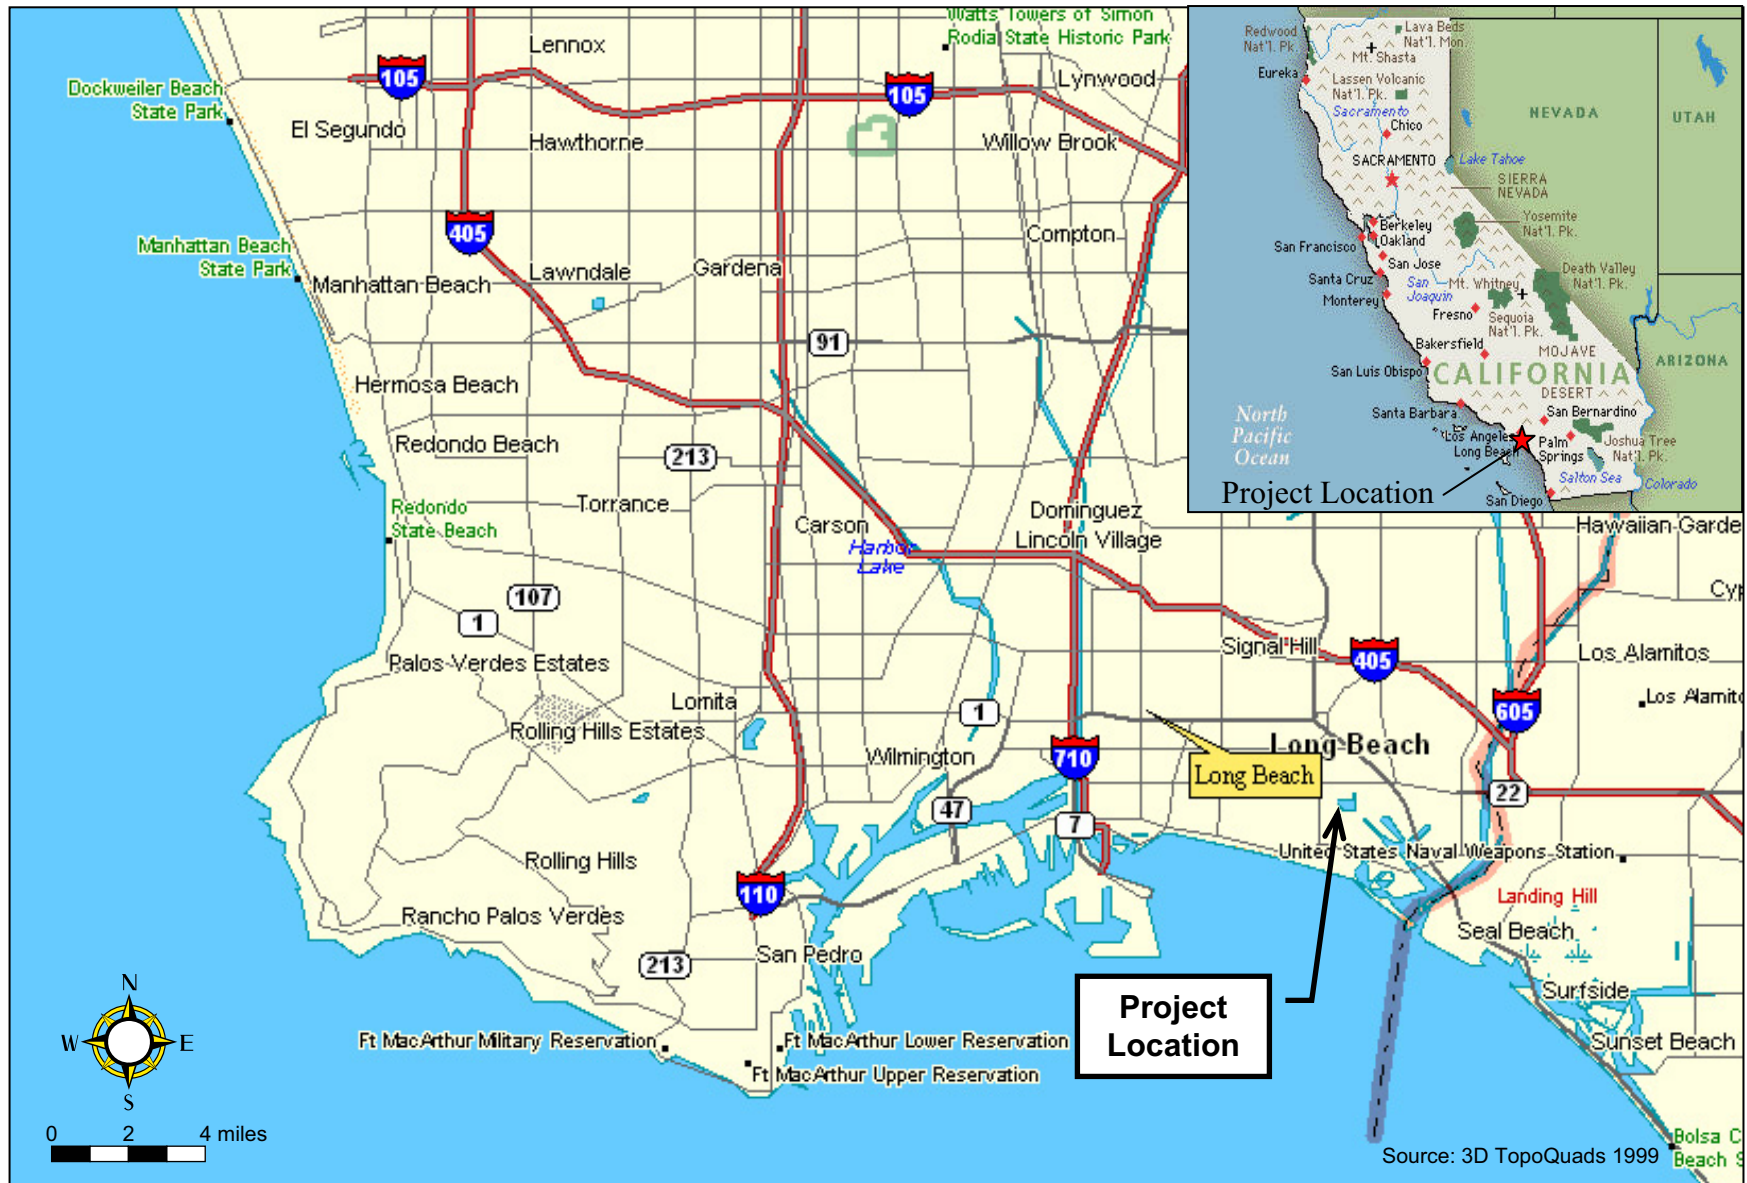 Watts Towers of Simon
Rodia State Historic Park
Lennox
105
105
Lynwood
Dockweiler Beach
State Park
El Segundo
Hawthorne
Willow Brook
405
Compton
Manhattan Beach
State Park
Manhattan Beach
Lawndale
Gardena
91
Hermosa Beach
Redondo Beach
213
Redondo
State Beach
Torrance
Carson
Dominguez
Lincoln Village
Harbor
Lake
107
1
Palos Verdes Estates
Lomita
Rolling Hills Estates
1
Wilmington
47
710
7
Signal Hill
405
Long Beach
Long Beach
605
22
Hawaiian Garde
Cyp
Los Alamitos
Los Alamito
United States Naval Weapons Station
Landing Hill
Seal Beach
Surfside
Sunset Beach
Bolsa C
Beach S
Rolling Hills
110
Rancho Palos Verdes
213
San Pedro
Ft MacArthur Military Reservation
Ft MacArthur Lower Reservation
Ft MacArthur Upper Reservation
Project
Location
N
W
E
S
0 2 4 miles
Source: 3D TopoQuads 1999
Redwood
Nat'l. Pk.
Lava Beds
Nat'l. Mon.
Mt. Shasta
Eureka
Lassen Volcanic
Nat'l. Pk.
Sacramento
Chico
NEVADA
UTAH
SACRAMENTO
Lake Tahoe
SIERRA
NEVADA
Yosemite
Nat'l. Pk.
Berkeley
Oakland
San Francisco
San Jose
Santa Cruz
San
Joaquin
Mt. Whitney
Death Valley
Nat'l. Pk.
Monterey
Fresno
Sequoia
Nat'l. Pk.
Bakersfield
MOJAVE
DESERT
ARIZONA
San Luis Obispo
CALIFORNIA
Santa Barbara
San Bernardino
North
Pacific
Ocean
Los Angeles
Long Beach
Palm
Springs
Joshua Tree
Nat'l. Pk.
Salton Sea
Colorado
San Diego
Project Location